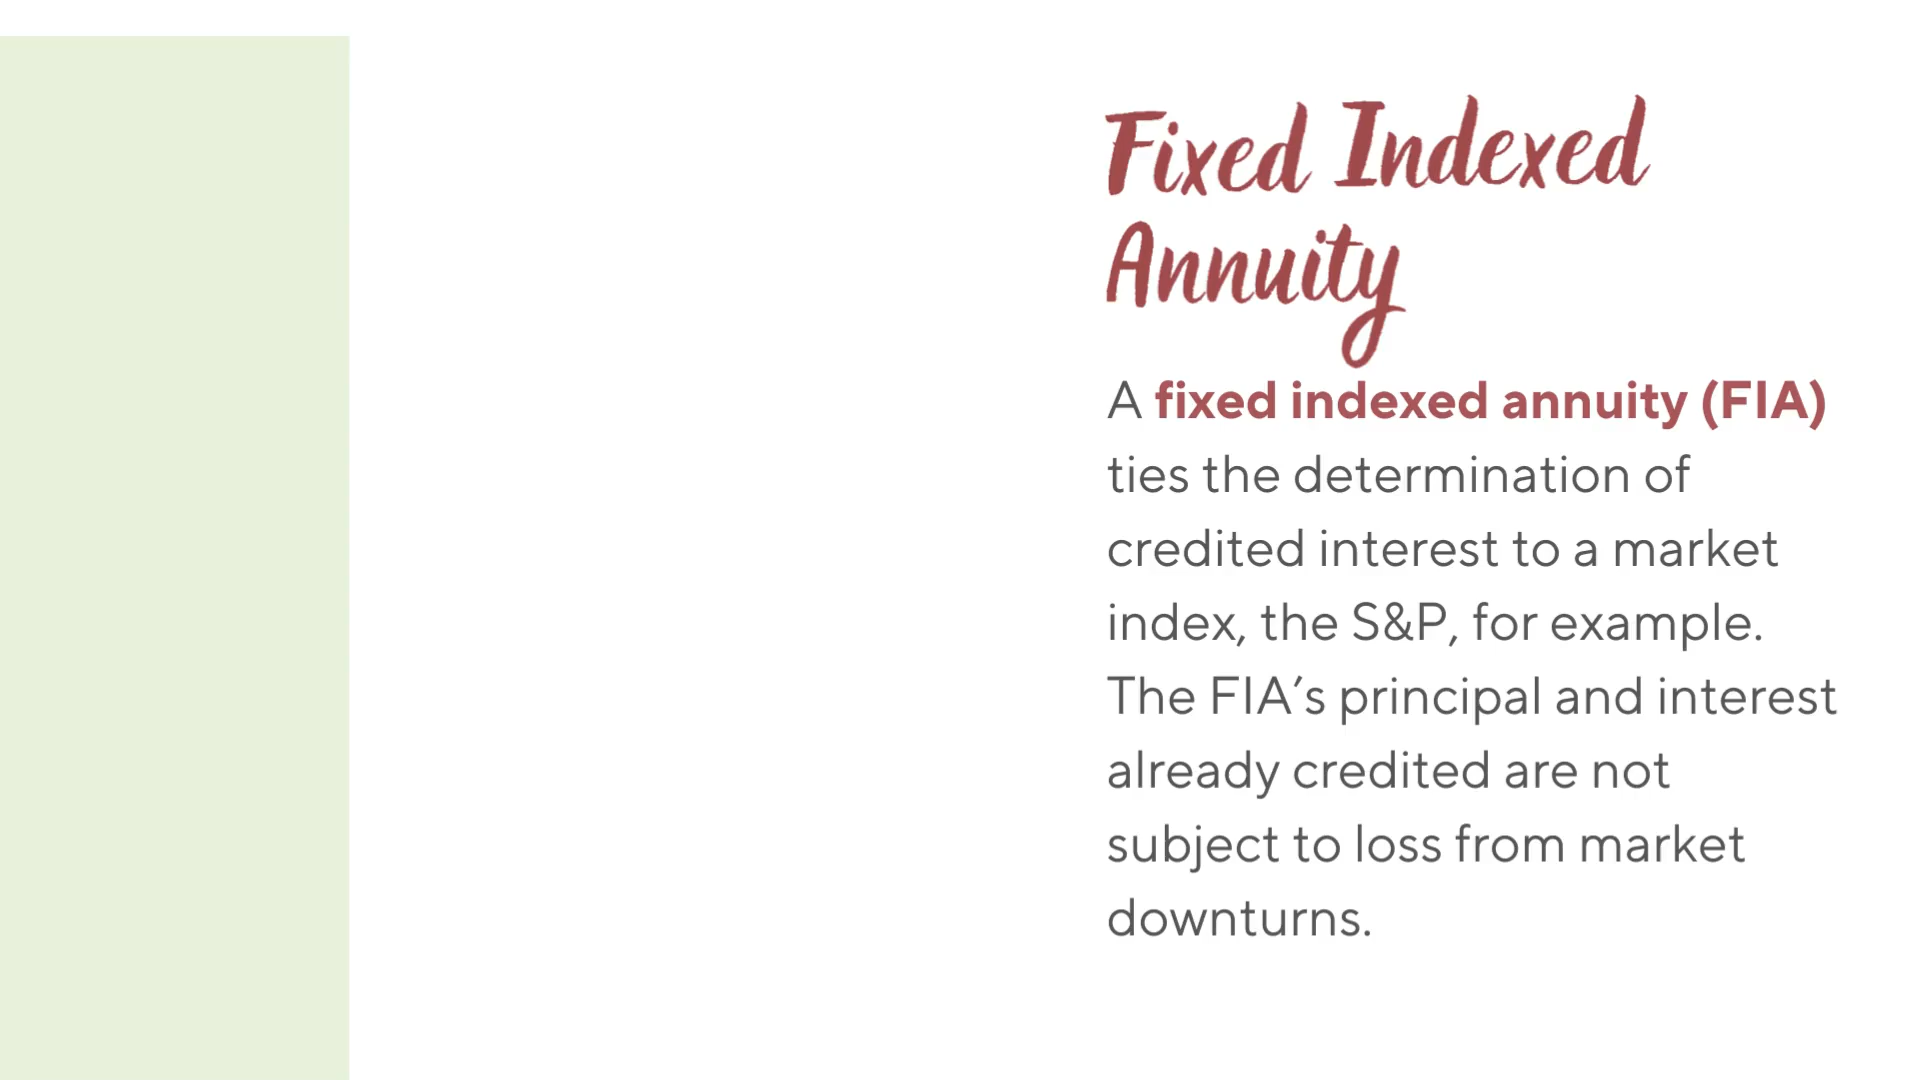 Fixed Indexed
Annuity
A fixed indexed annuity (FIA)
ties the determination of
credited interest to a market
index, the S&P, for example.
The FIA’s principal and interest
already credited are not
subject to loss from market
downturns.